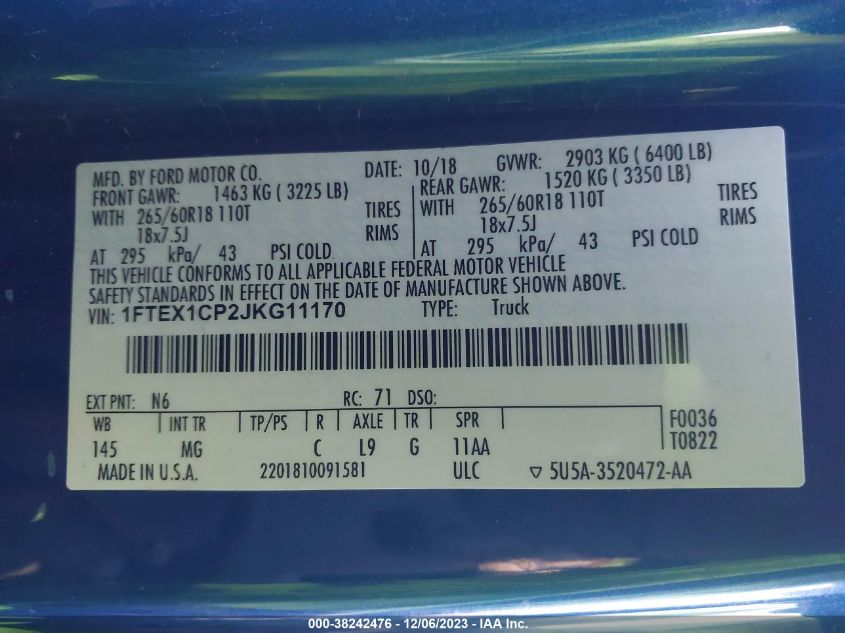 MFD. BY FORD MOTOR CO. DATE: 10/18 GVWR: 2903 KG ( 6400 LB)
FRONT GAWR: 1463 KG ( 3225 LB) REAR GAWR: 1520 KG ( 3350 LB)
WITH 265/60R18 110T TIRES WITH 265/60R18 110T TIRES
18x7.5J RIMS 18x7.5J RIMS
AT 295 kPa/ 43 PSI COLD AT 295 kPa/ 43 PSI COLD
THIS VEHICLE CONFORMS TO ALL APPLICABLE FEDERAL MOTOR VEHICLE
SAFETY STANDARDS IN EFFECT ON THE DATE OF MANUFACTURE SHOWN ABOVE.
VIN: 1FTEX1CP2JKG11170 TYPE: Truck
EXT PNT: N6 RC: 71 DSO:
WB INT TR TP/PS R AXLE TR SPR F0036
145 MG C L9 G 11AA T0822
MADE IN U.S.A. 2201810091581 ULC ▽ 5U5A-3520472-AA
000-38242476 - 12/06/2023 - IAA Inc.